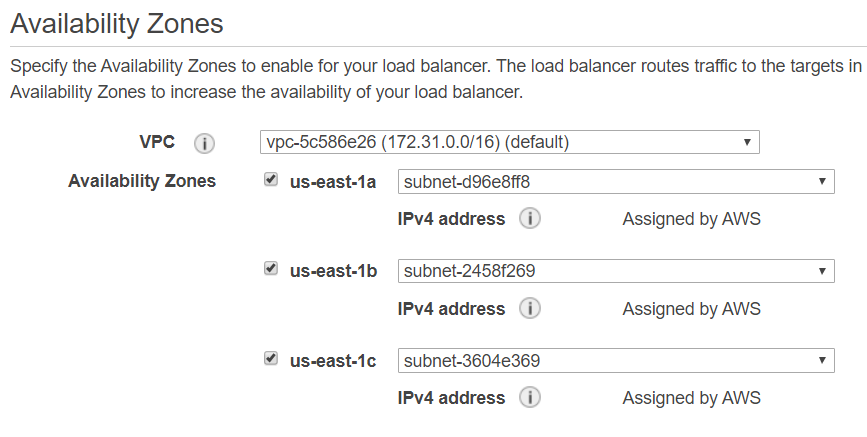 Availability Zones
Specify the Availability Zones to enable for your load balancer. The load balancer routes traffic to the targets in
Availability Zones to increase the availability of your load balancer.
VPC i vpc-5c586e26 (172.31.0.0/16) (default)
Availability Zones us-east-1a subnet-d96e8ff8
IPv4 address i Assigned by AWS
us-east-1b subnet-2458f269
IPv4 address i Assigned by AWS
us-east-1c subnet-3604e369
IPv4 address i Assigned by AWS